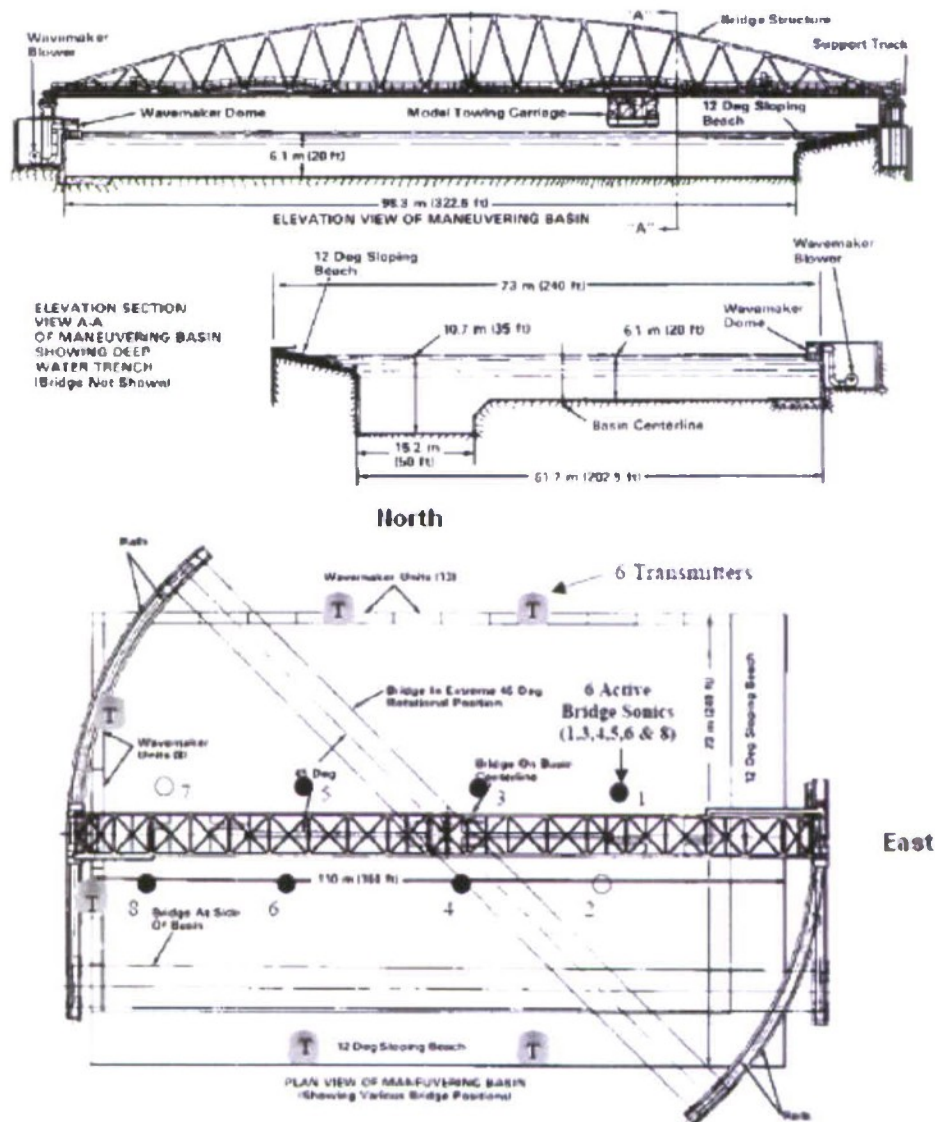 "A"
Bridge Structure
Wavemaker
Blower
Support Truck
Wavemaker Dome
Model Towing Carriage
12 Deg Sloping
Beach
6.1 m (20 ft)
98.3 m (322.5 ft)
ELEVATION VIEW OF MANEUVERING BASIN
"A"
12 Deg Sloping
Beach
Wavemaker
Blower
73 m (240 ft)
ELEVATION SECTION
VIEW A-A
OF MANEUVERING BASIN
SHOWING DEEP
WATER TRENCH
(Bridge Not Shown)
10.7 m (35 ft)
6.1 m (20 ft)
Wavemaker
Dome
Basin Centerline
15.2 m
(50 ft)
61.7 m (202.5 ft)
North
Rails
Wavemaker Units (13)
6 Transmitters
T
T
Bridge In Extreme 45 Deg
Rotational Position
6 Active
Bridge Sonics
(1,3,4,5,6 & 8)
73 m (240 ft)
12 Deg Sloping Beach
T
Wavemaker
Units (8)
45 Deg
Bridge On Basin
Centerline
7
5
3
1
East
110 m (360 ft)
T
8
6
4
2
Bridge At Side
Of Basin
T
12 Deg Sloping Beach
T
PLAN VIEW OF MANEUVERING BASIN
(Showing Various Bridge Positions)
Rails